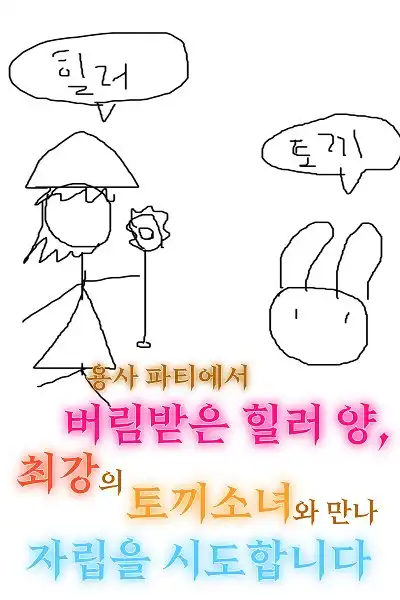 힐러
토끼
용사 파티에서
버림받은 힐러 양,
최강의
토끼소녀와 만나
자립을 시도합니다